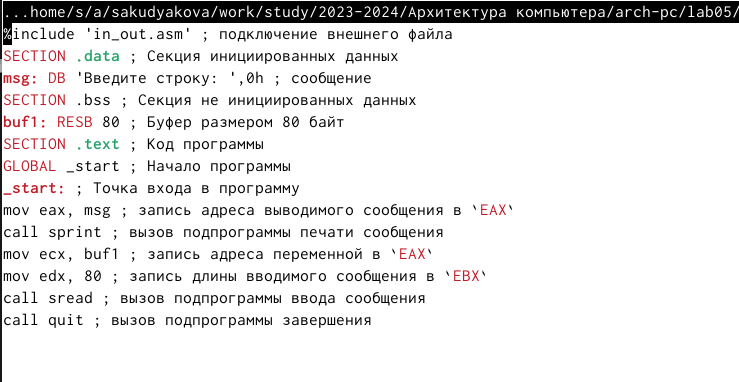 ...home/s/a/sakudyakova/work/study/2023-2024/Архитектура компьютера/arch-pc/lab05/
%include 'in_out.asm' ; подключение внешнего файла
SECTION .data ; Секция инициированных данных
msg: DB 'Введите строку: ',0h ; сообщение
SECTION .bss ; Секция не инициированных данных
buf1: RESB 80 ; Буфер размером 80 байт
SECTION .text ; Код программы
GLOBAL _start ; Начало программы
_start: ; Точка входа в программу
mov eax, msg ; запись адреса выводимого сообщения в `EAX`
call sprint ; вызов подпрограммы печати сообщения
mov ecx, buf1 ; запись адреса переменной в `EAX`
mov edx, 80 ; запись длины вводимого сообщения в `EBX`
call sread ; вызов подпрограммы ввода сообщения
call quit ; вызов подпрограммы завершения